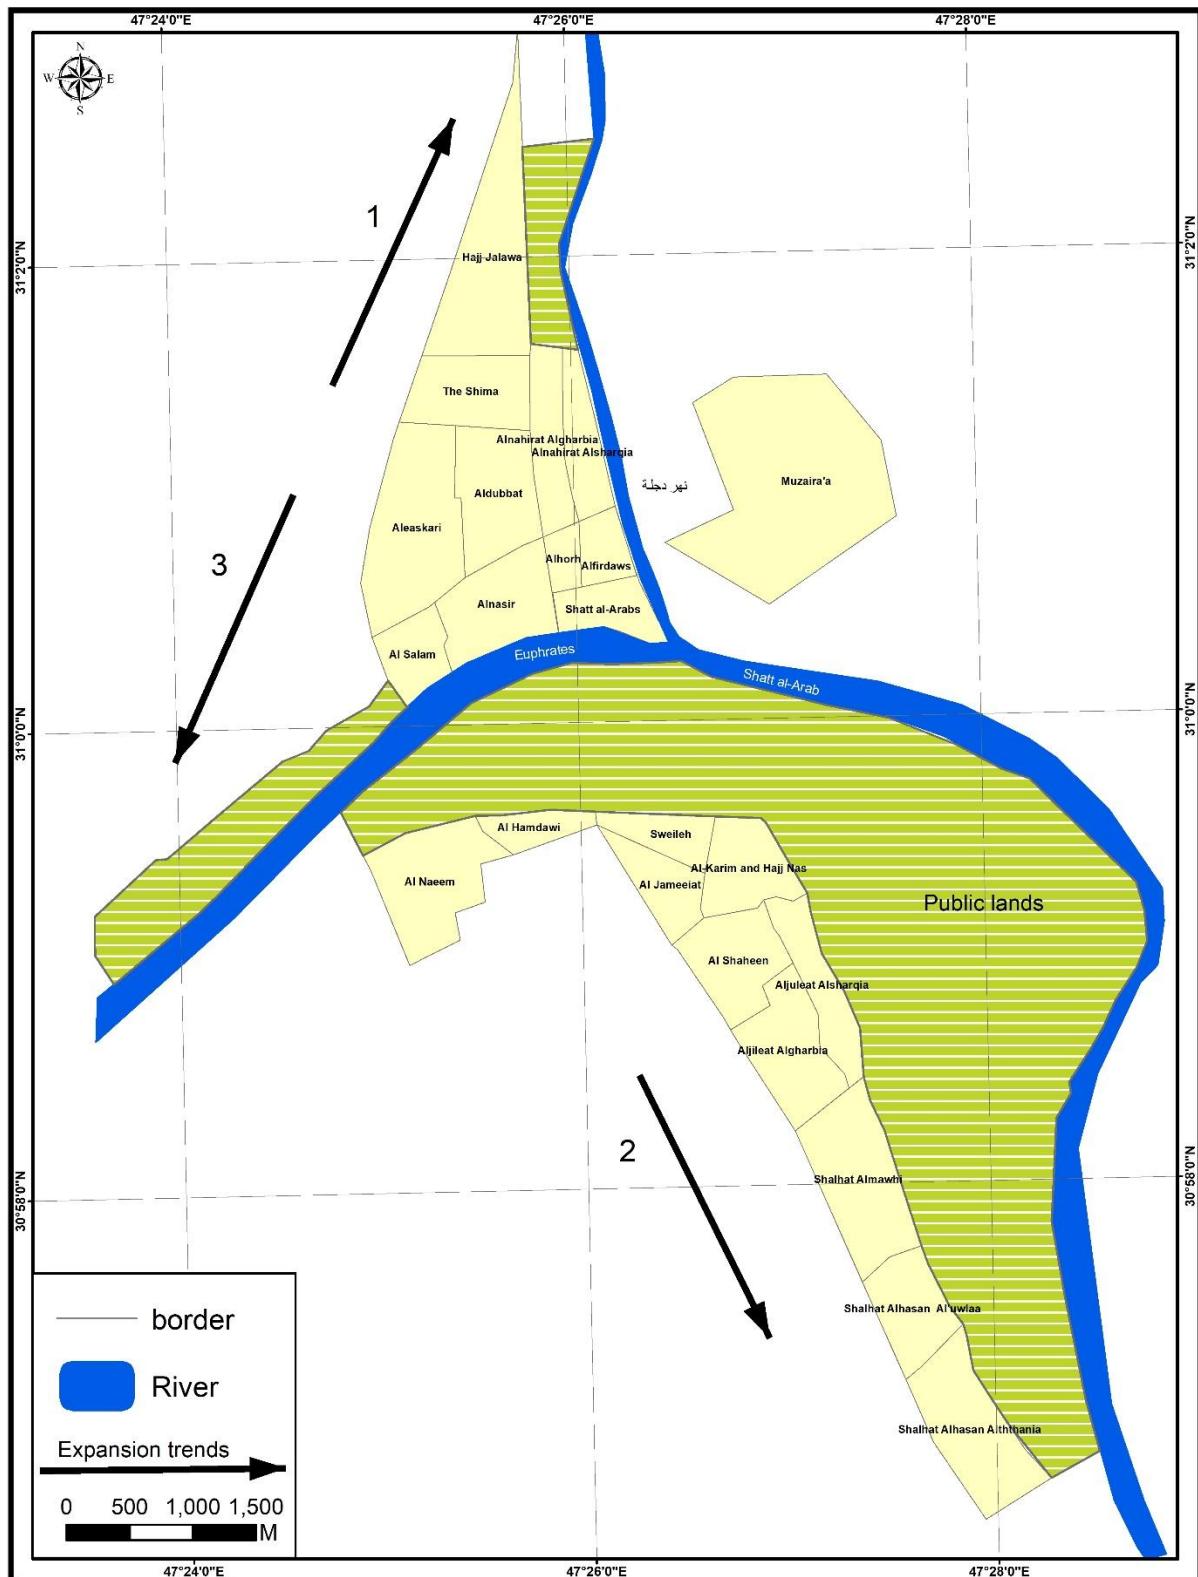 47°24'0"E
47°26'0"E
47°28'0"E
N
W
E
S
1
31°2'0"N
31°2'0"N
Hajj Jalawa
The Shima
Alnahirat Algharbia
Alnahirat Alsharqia
نهر دجلة
Muzaira'a
Aldubbat
Aleaskari
3
Alhorh
Alfirdaws
Alnasir
Shatt al-Arabs
Al Salam
Euphrates
Shatt al-Arab
31°0'0"N
31°0'0"N
Al Hamdawi
Sweileh
Al-Karim and Hajj Nas
Al Naeem
Al Jameeiat
Public lands
Al Shaheen
Aljuleat Alsharqia
Aljileat Algharbia
2
Shalhat Almawhi
30°58'0"N
30°58'0"N
Shalhat Alhasan Al'uwlaa
Shalhat Alhasan Aiththania
border
River
Expansion trends
0 500 1,000 1,500
M
47°24'0"E
47°26'0"E
47°28'0"E